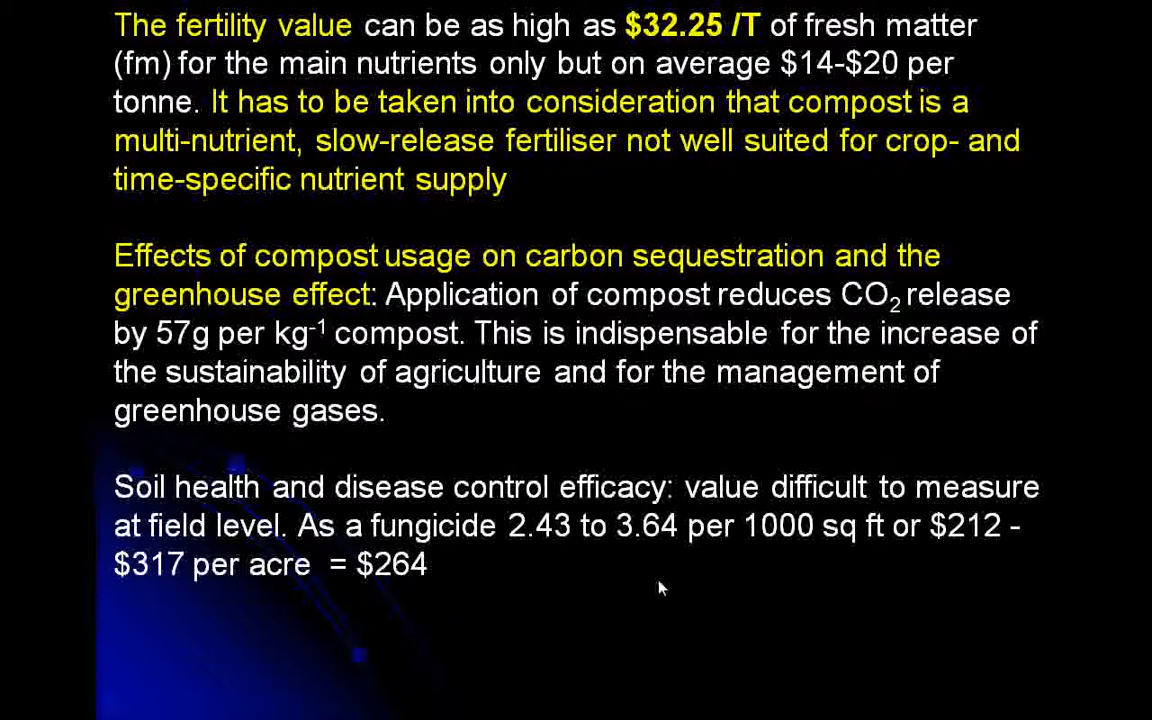 The fertility value can be as high as $32.25 /T of fresh matter
(fm) for the main nutrients only but on average $14-$20 per
tonne. It has to be taken into consideration that compost is a
multi-nutrient, slow-release fertiliser not well suited for crop- and
time-specific nutrient supply
Effects of compost usage on carbon sequestration and the
greenhouse effect: Application of compost reduces CO₂ release
by 57g per kg⁻¹ compost. This is indispensable for the increase of
the sustainability of agriculture and for the management of
greenhouse gases.
Soil health and disease control efficacy: value difficult to measure
at field level. As a fungicide 2.43 to 3.64 per 1000 sq ft or $212 -
$317 per acre = $264